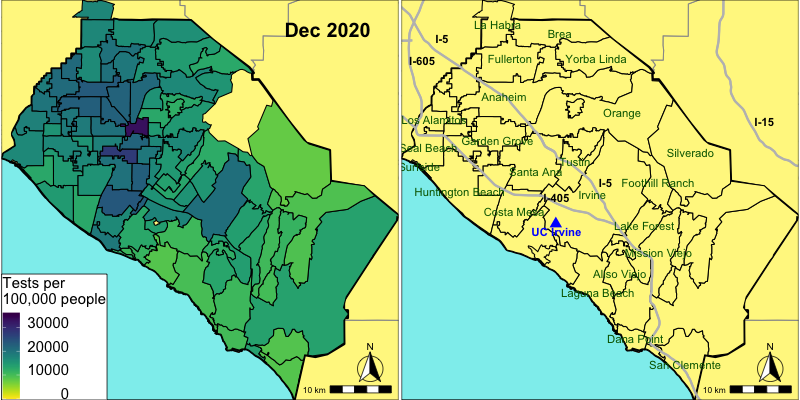 Dec 2020
Tests per
100,000 people
30000
20000
10000
0
N
10 km
La Habra
Brea
I-5
I-605
Fullerton
Yorba Linda
Anaheim
Orange
I-15
Los Alamitos
Garden Grove
Seal Beach
Silverado
Tustin
Sunside
Santa Ana
I-5
Foothill Ranch
Huntington Beach
Irvine
I-405
Costa Mesa
UC Irvine
Lake Forest
Mission Viejo
Aliso Viejo
Laguna Beach
Dana Point
San Clemente
N
10 km